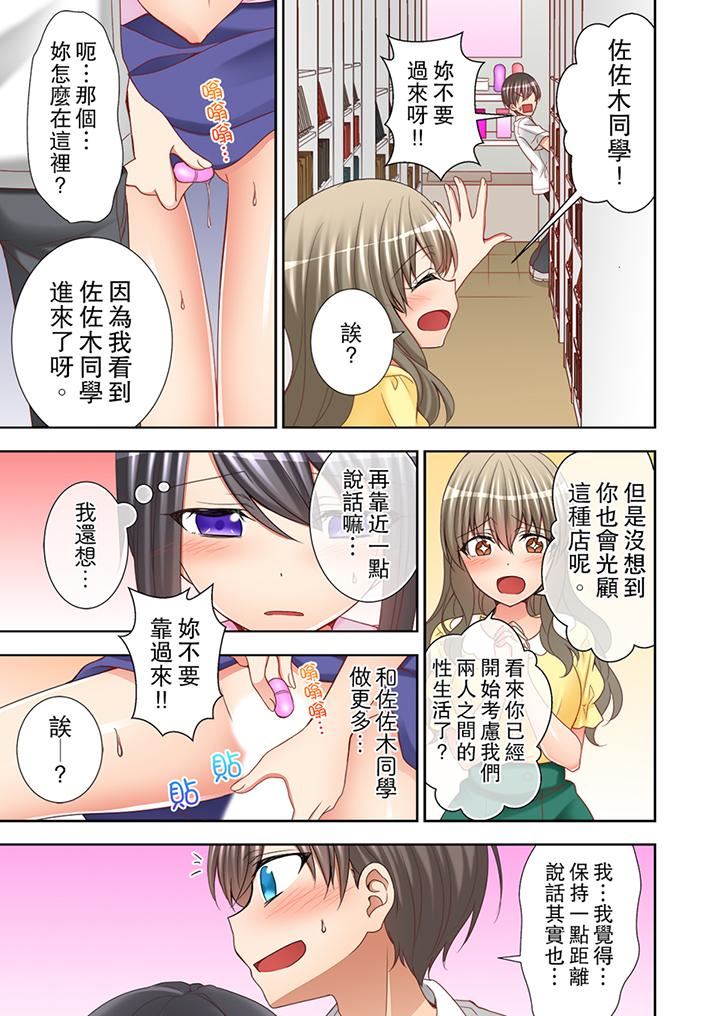 佐佐木同學！
妳不要
過來呀!!
誒？
嗡嗡嗡…
呃…那個…
妳怎麼在這裡？
因為我看到
佐佐木同學
進來了呀。
但是沒想到
你也會光顧
這種店呢。
看來你已經
開始考慮我們
兩人之間的
性生活了？
再靠近一點
說話嘛…
我還想…
和佐佐木同學
做更多…
嗡嗡嗡…
妳不要
靠過來!!
貼
貼
誒─？
我…我覺得…
保持一點距離
說話其實也…